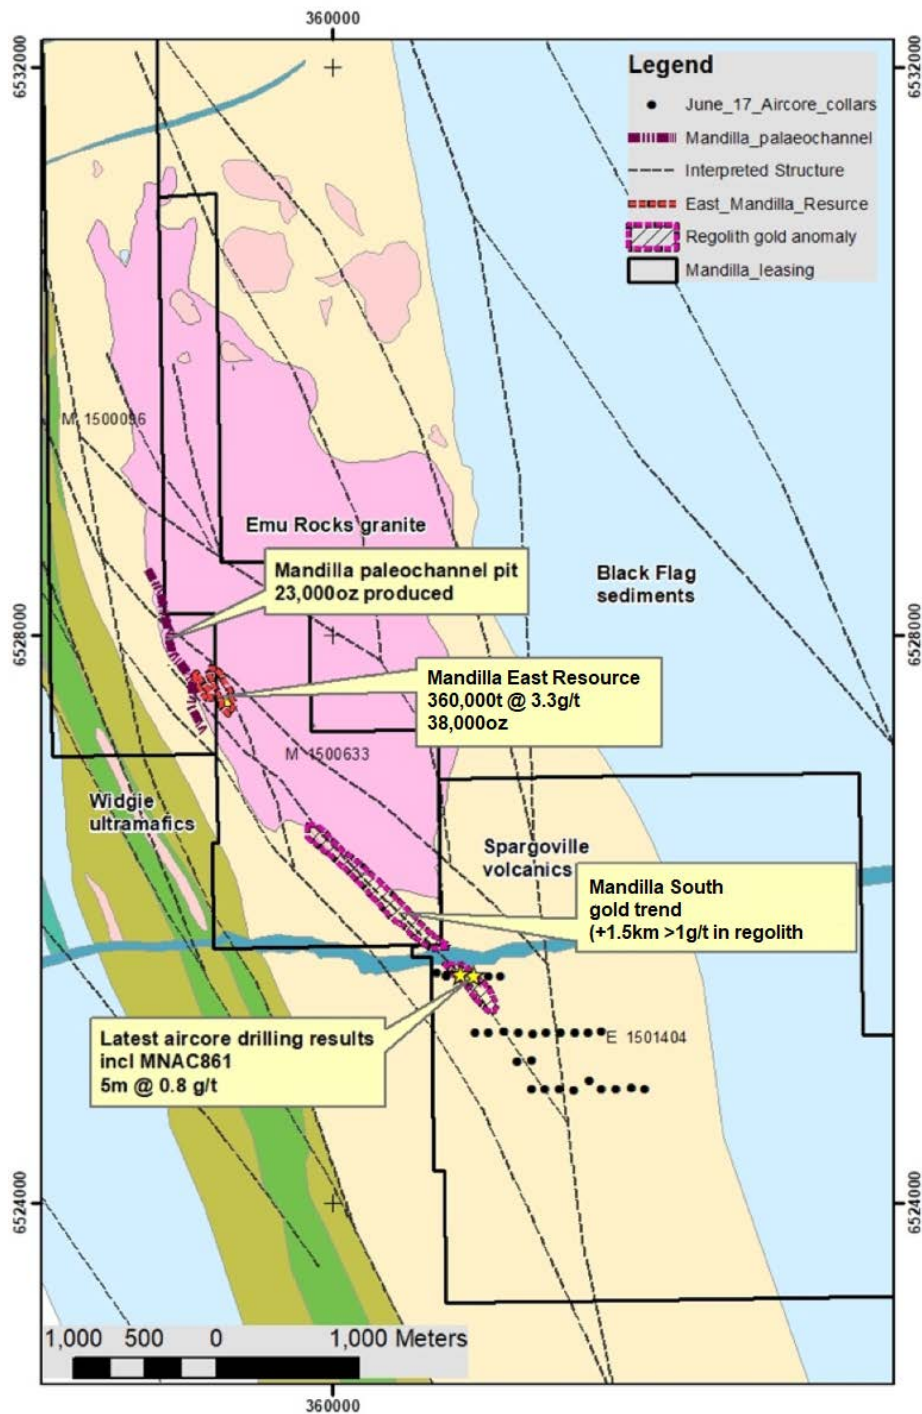 360000
6532000
6532000
Legend
June_17_Aircore_collars
Mandilla_palaeochannel
Interpreted Structure
East_Mandilla_Resurce
Regolith gold anomaly
Mandilla_leasing
M 1500096
Emu Rocks granite
Mandilla paleochannel pit
23,000oz produced
Black Flag
sediments
6528000
6528000
Mandilla East Resource
360,000t @ 3.3g/t
38,000oz
M 1500633
Widgie
ultramafics
Spargoville
volcanics
Mandilla South
gold trend
(+1.5km >1g/t in regolith
Latest aircore drilling results
incl MNAC861
5m @ 0.8 g/t
E 1501404
6524000
6524000
1,000 500 0 1,000 Meters
360000